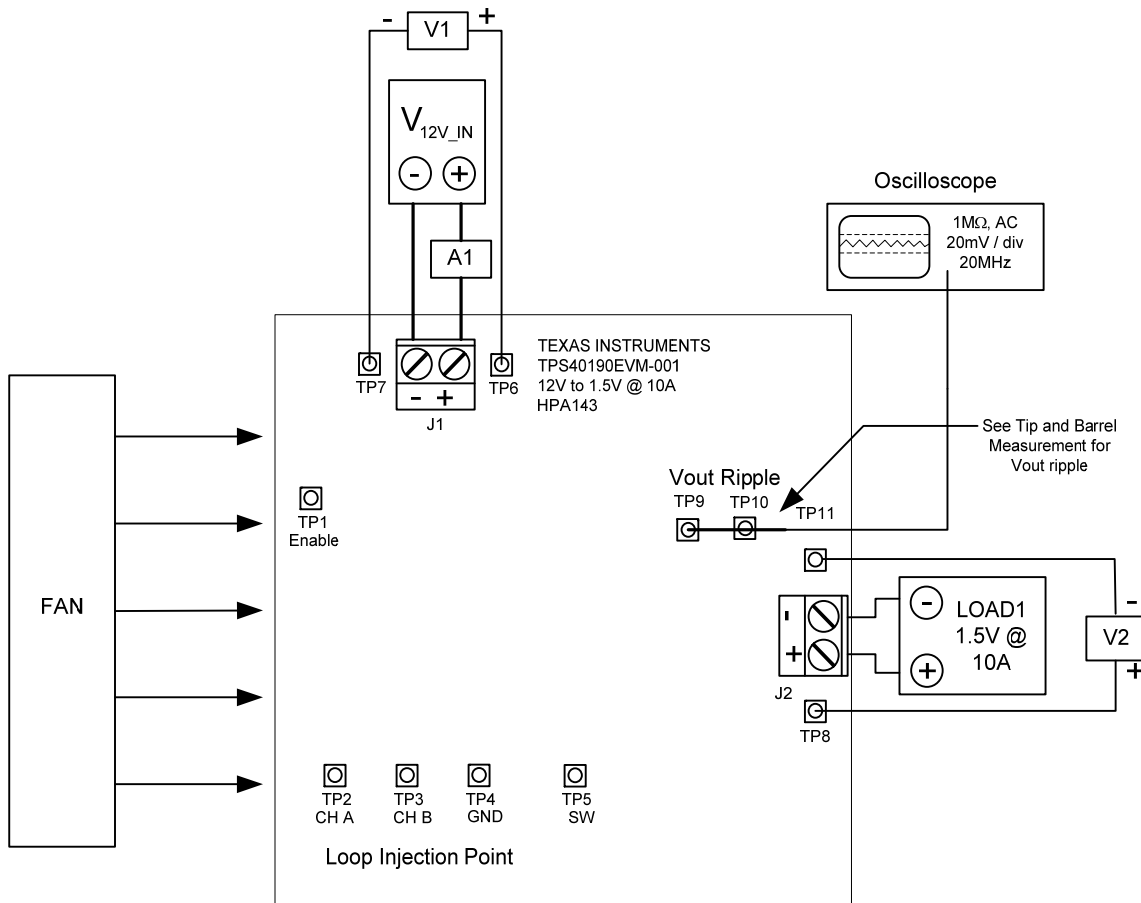 - V1 +
V12V_IN
- +
A1
Oscilloscope
1MΩ, AC
20mV / div
20MHz
TEXAS INSTRUMENTS
TPS40190EVM-001
12V to 1.5V @ 10A
HPA143
TP7
TP6
- +
J1
See Tip and Barrel
Measurement for
Vout ripple
Vout Ripple
TP9
TP10
TP11
TP1
Enable
FAN
-
+
J2
-
+
LOAD1
1.5V @
10A
-
V2
+
TP8
TP2
CH A
TP3
CH B
TP4
GND
TP5
SW
Loop Injection Point